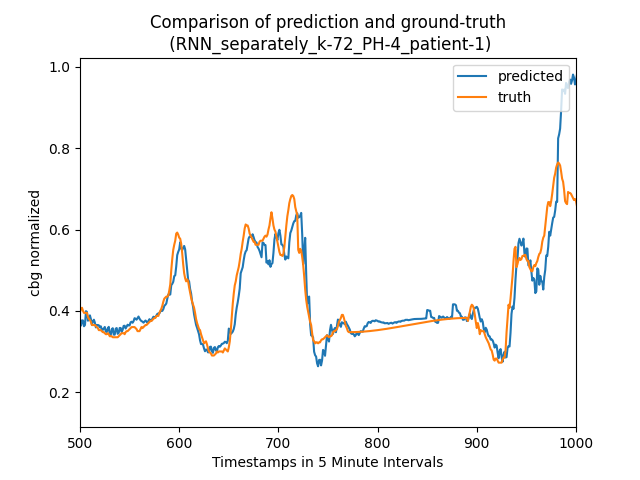 Comparison of prediction and ground-truth
(RNN_separately_k-72_PH-4_patient-1)
predicted
truth
cbg normalized
1.0
0.8
0.6
0.4
0.2
500 600 700 800 900 1000
Timestamps in 5 Minute Intervals